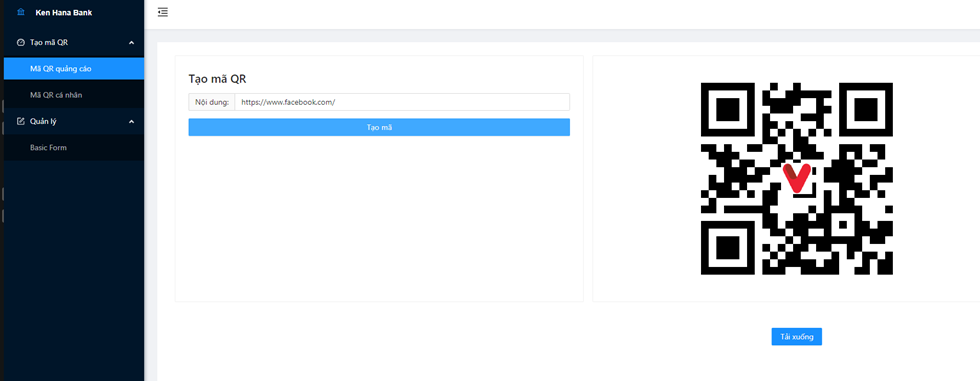 Ken Hana Bank
Tạo mã QR
Mã QR quảng cáo
Mã QR cá nhân
Quản lý
Basic Form
Tạo mã QR
Nội dung: https://www.facebook.com/
Tạo mã
Tải xuống